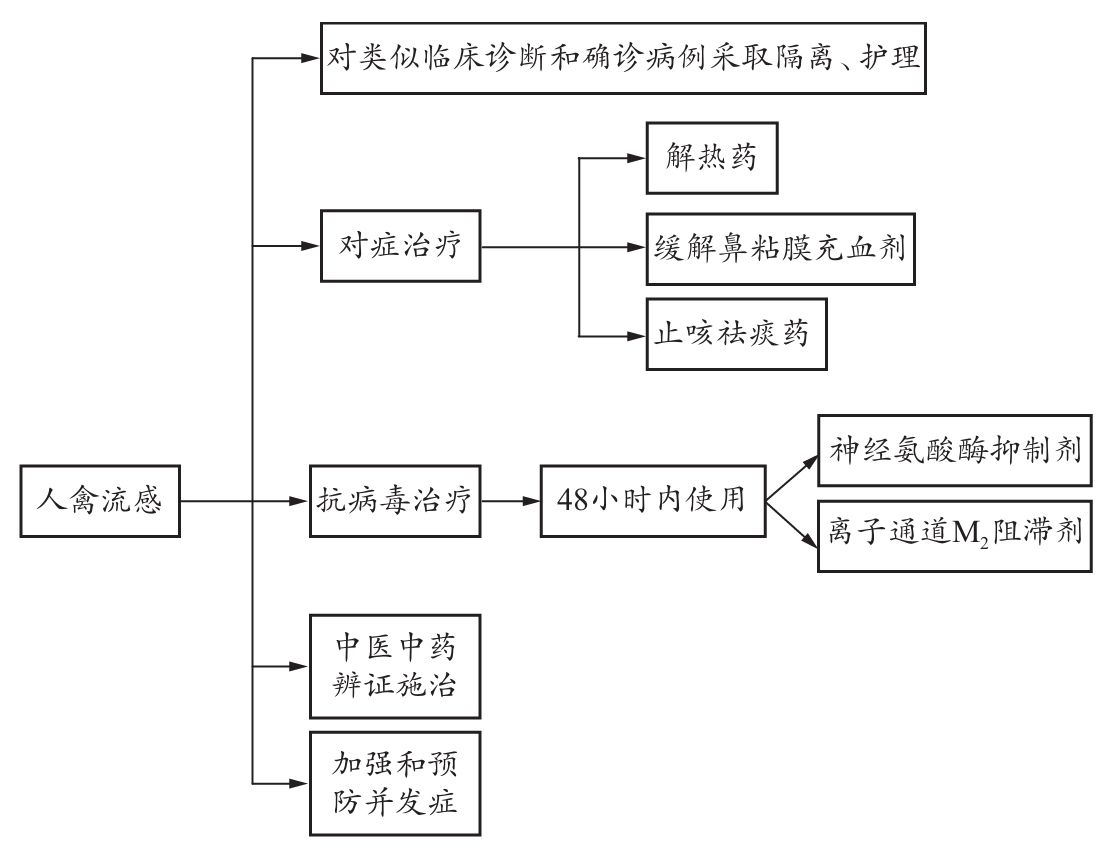 对类似临床诊断和确诊病例采取隔离、护理
解热药
对症治疗
缓解鼻粘膜充血剂
止咳祛痰药
人禽流感
抗病毒治疗
48小时内使用
神经氨酸酶抑制剂
离子通道M₂阻滞剂
中医中药
辨证施治
加强和预
防并发症